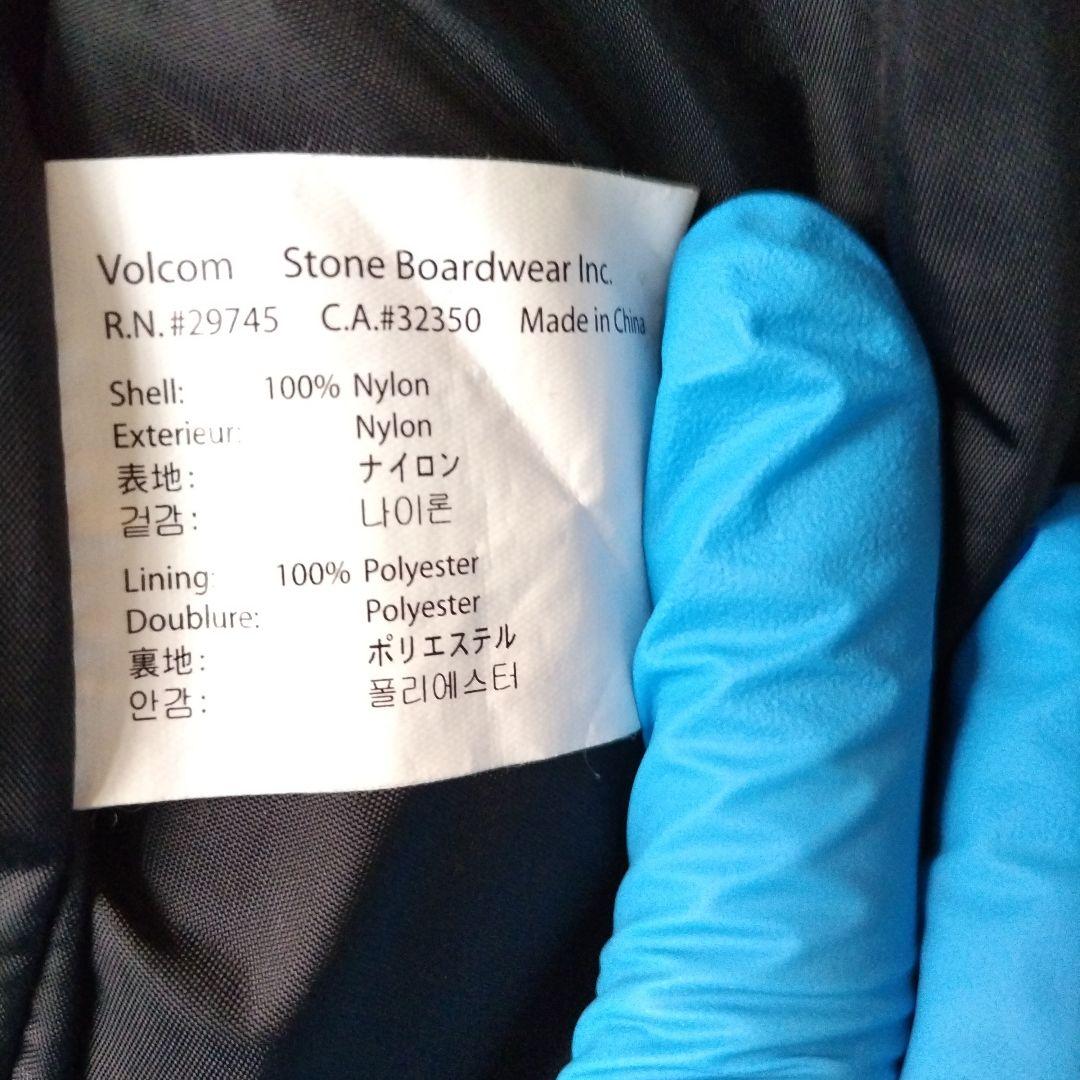 Volcom Stone Boardwear Inc.
R.N.#29745 C.A.#32350 Made in China
Shell: 100% Nylon
Exterieur: Nylon
表地: ナイロン
겉감: 나이론
Lining: 100% Polyester
Doublure: Polyester
裏地: ポリエステル
안감: 폴리에스터